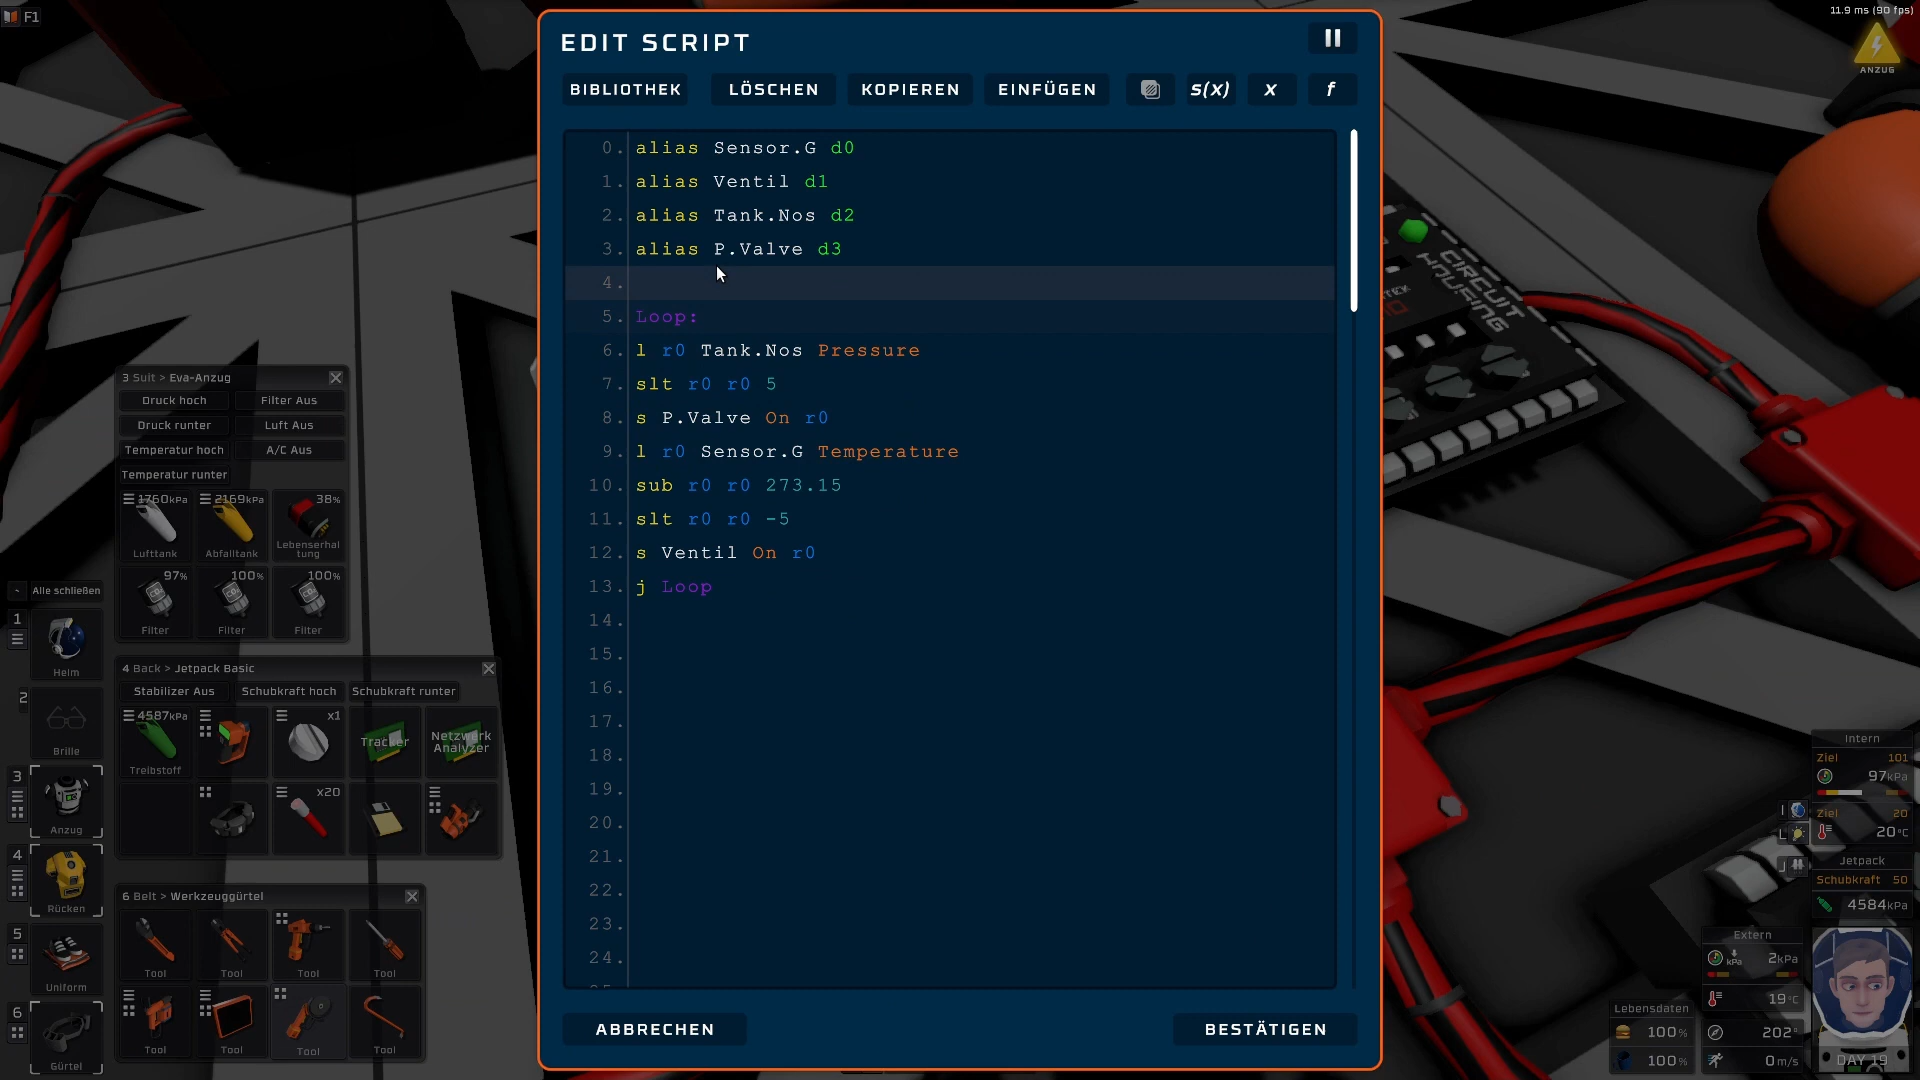 F1
11.9 ms (90 fps)
ANZUG
EDIT SCRIPT
BIBLIOTHEK
LÖSCHEN
KOPIEREN
EINFÜGEN
s(x)
x
f
0. alias Sensor.G d0
1. alias Ventil d1
2. alias Tank.Nos d2
3. alias P.Valve d3
4.
5. Loop:
6. l r0 Tank.Nos Pressure
7. slt r0 r0 5
8. s P.Valve On r0
9. l r0 Sensor.G Temperature
10. sub r0 r0 273.15
11. slt r0 r0 -5
12. s Ventil On r0
13. j Loop
14.
15.
16.
17.
18.
19.
20.
21.
22.
23.
24.
ABBRECHEN
BESTÄTIGEN
CIRCUIT
HOUSING
3 Suit > Eva-Anzug
Druck hoch
Filter Aus
Druck runter
Luft Aus
Temperatur hoch
A/C Aus
Temperatur runter
1760kPa
2169kPa
38%
Lufttank
Abfalltank
Lebenserhaltung
97%
100%
100%
Filter
Filter
Filter
~ Alle schließen
1
Helm
2
Brille
3
Anzug
4
Rücken
5
Uniform
6
Gürtel
4 Back > Jetpack Basic
Stabilizer Aus
Schubkraft hoch
Schubkraft runter
4587kPa
x1
Treibstoff
Tracker
Netzwerk
Analyzer
x20
6 Belt > Werkzeuggürtel
Tool
Tool
Tool
Tool
Tool
Tool
Tool
Tool
Intern
Ziel 101
97kPa
Ziel 20
20°C
Jetpack
Schubkraft 50
4584kPa
Extern
kPa
2kPa
19°C
202°
0m/s
Lebensdaten
100%
100%
DAY 19